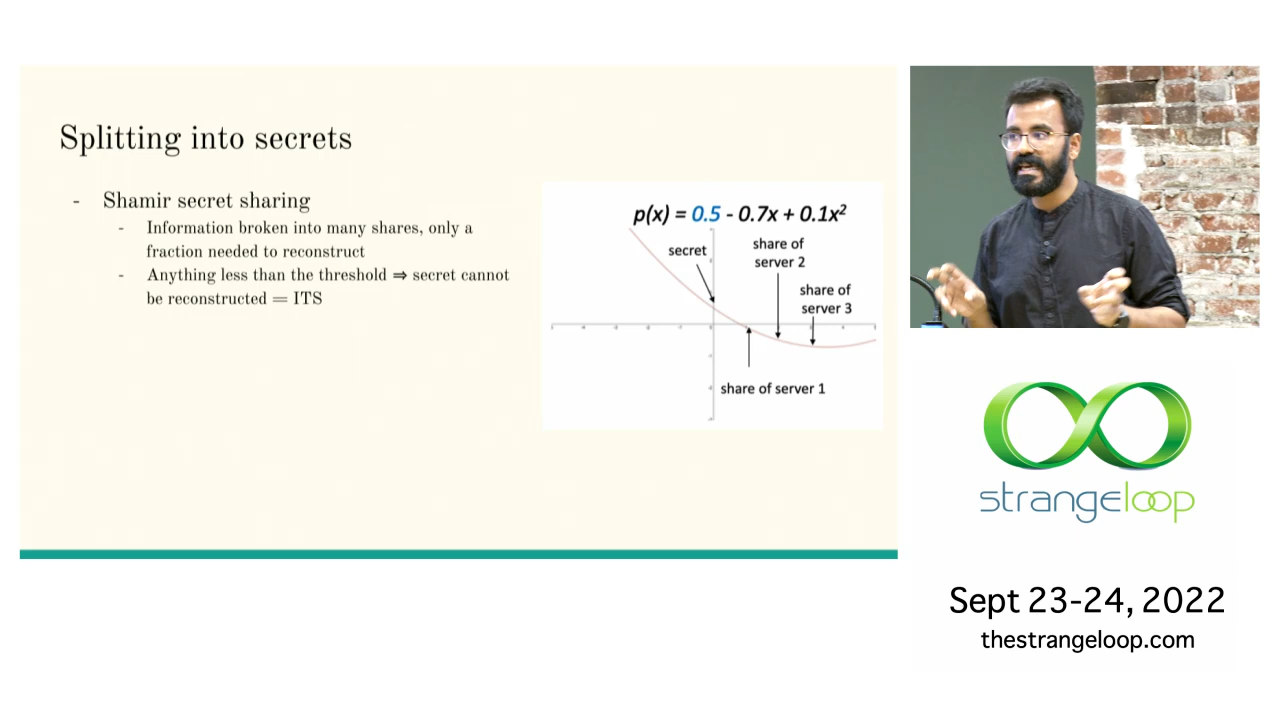 Splitting into secrets
- Shamir secret sharing
- Information broken into many shares, only a
fraction needed to reconstruct
- Anything less than the threshold ⇒ secret cannot
be reconstructed = ITS
p(x) = 0.5 - 0.7x + 0.1x²
secret
share of
server 2
share of
server 3
share of server 1
strangeloop
Sept 23-24, 2022
thestrangeloop.com